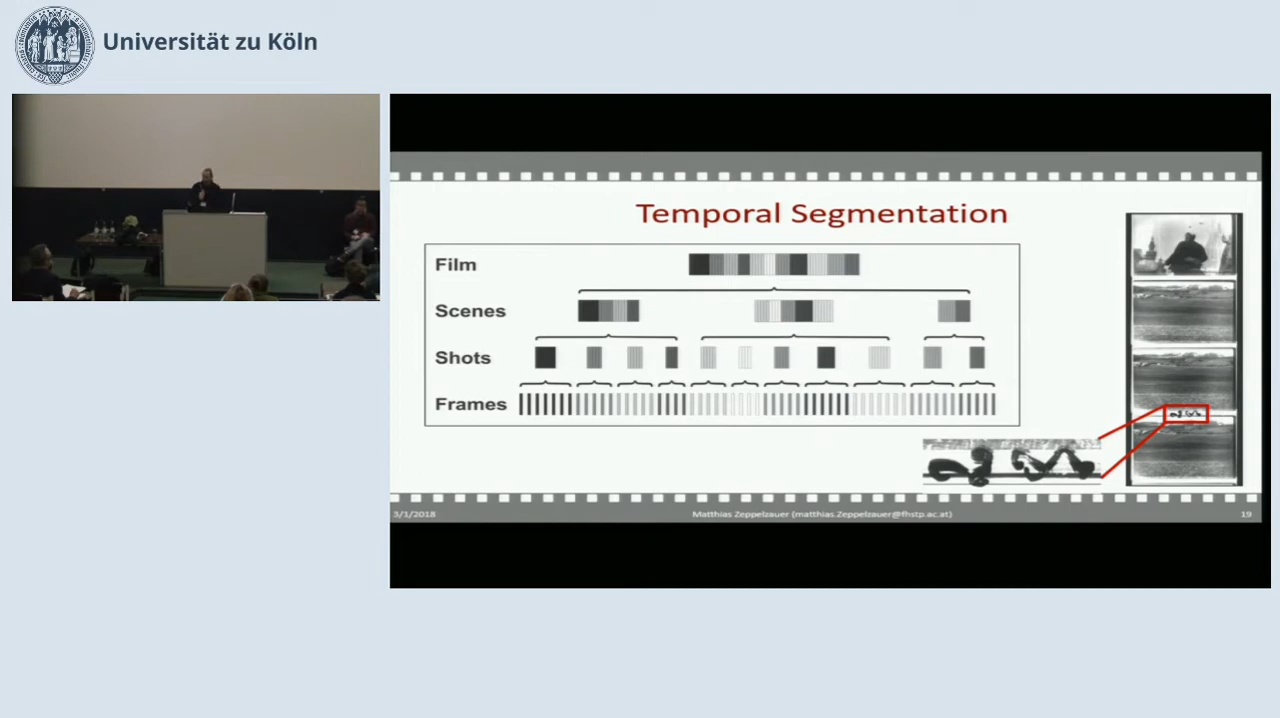 Universität zu Köln
Temporal Segmentation
Film
Scenes
Shots
Frames
3/1/2018
Matthias Zeppelzauer (matthias.Zeppelzauer@fhstp.ac.at)
19